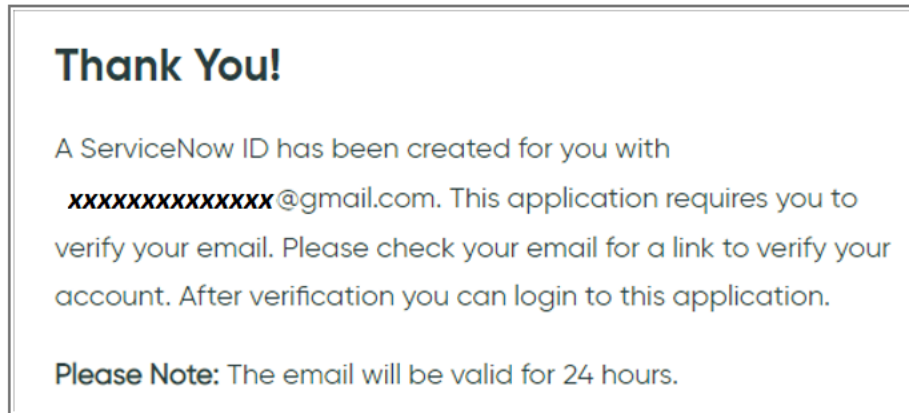 Thank You!
A ServiceNow ID has been created for you with
xxxxxxxxxxxxxx@gmail.com. This application requires you to
verify your email. Please check your email for a link to verify your
account. After verification you can login to this application.
Please Note: The email will be valid for 24 hours.